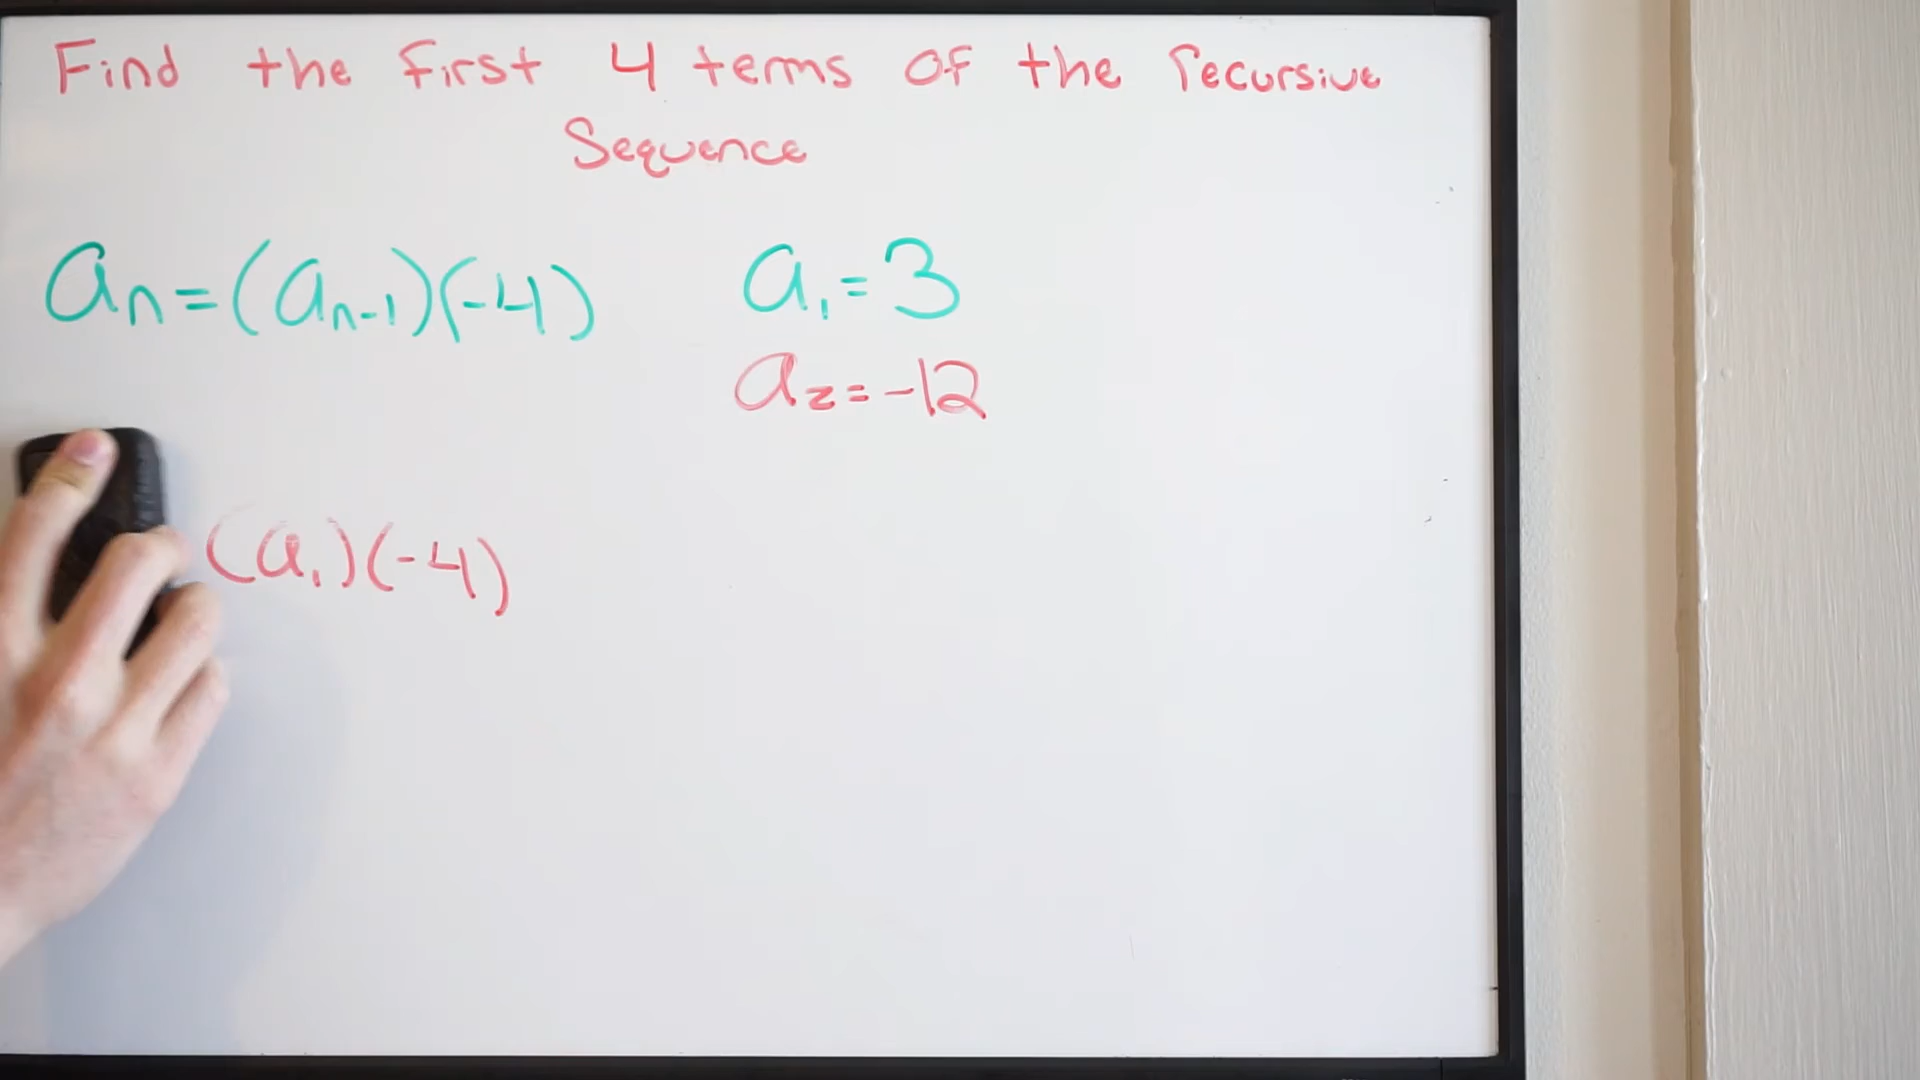 Find the first 4 terms of the recursive
Sequence
aₙ=(aₙ₋₁)(-4) a₁=3
a₂=-12
(a₁)(-4)